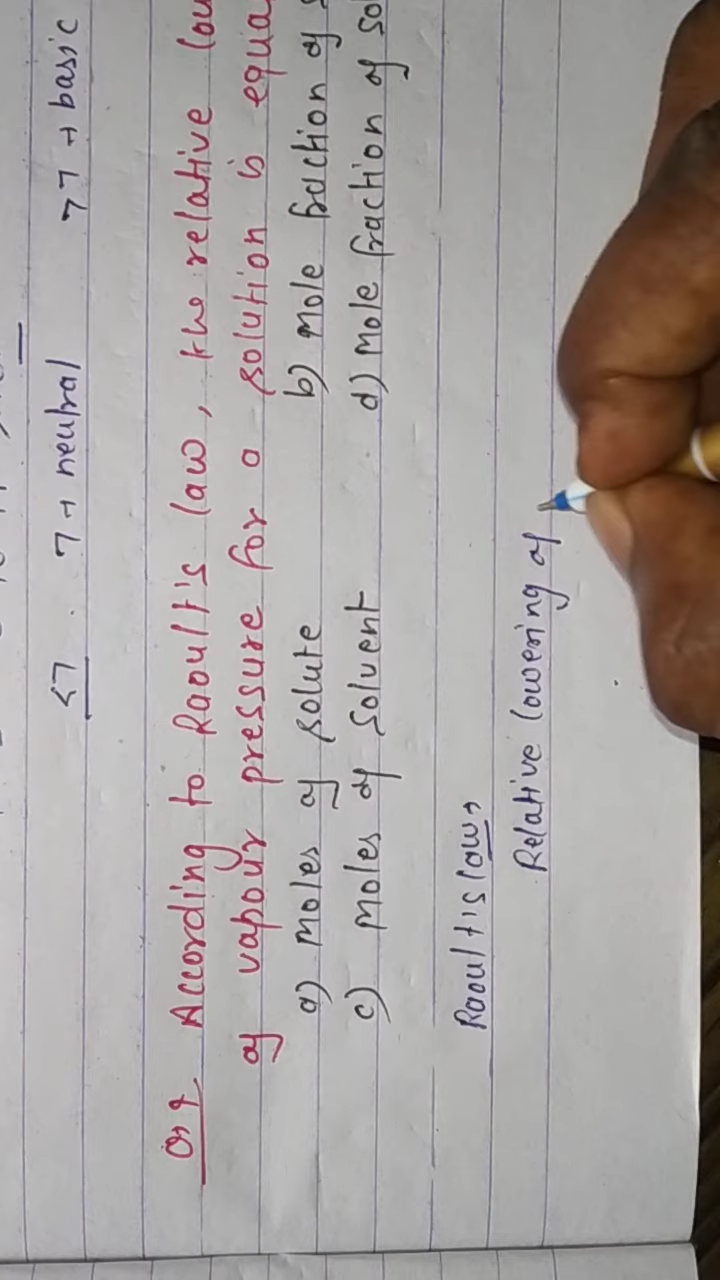 <7 . 7 → neutral >7 → basic
Q.9 According to Raoult's law, the relative
of vapour pressure for a solution is
a) Moles of solute b) Mole fraction of
c) Moles of solvent d) Mole fraction of
Raoult's law →
Relative lowering of